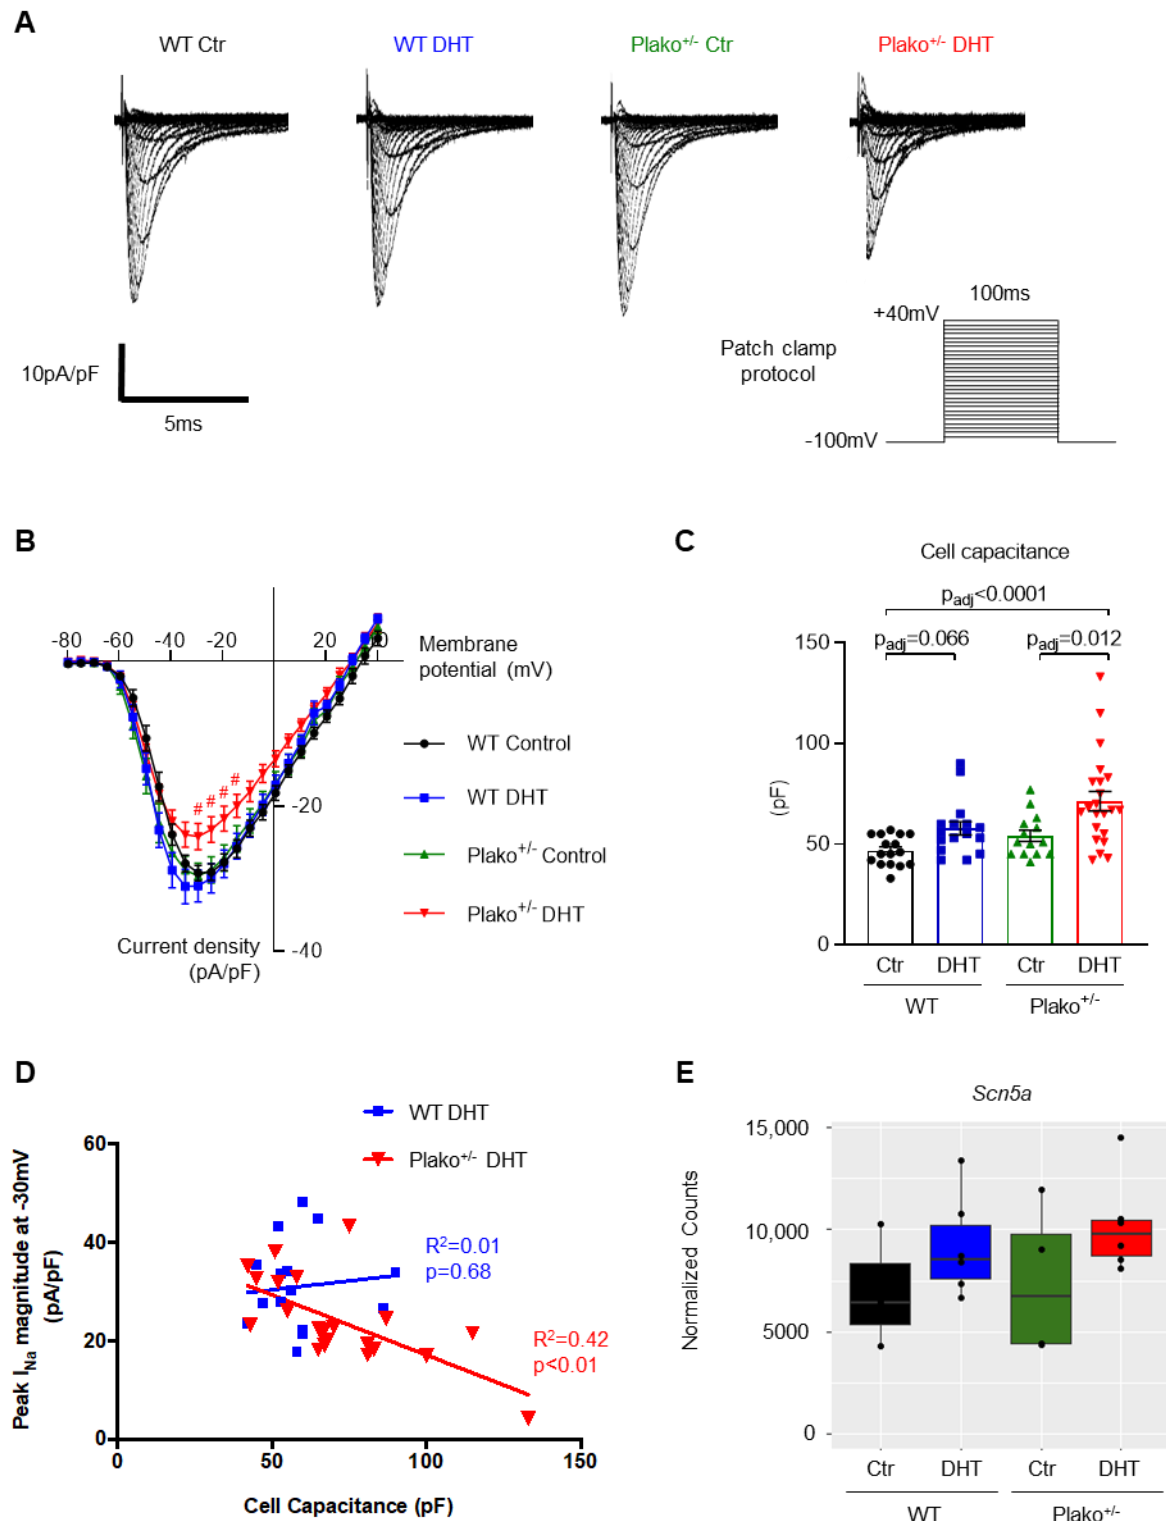 A
WT Ctr
WT DHT
Plako+/- Ctr
Plako+/- DHT
10pA/pF
5ms
Patch clamp
protocol
100ms
+40mV
-100mV
B
-80 -60 -40 -20 20
Membrane
potential (mV)
-20
-40
# # # #
Current density
(pA/pF)
WT Control
WT DHT
Plako+/- Control
Plako+/- DHT
C
Cell capacitance
padj<0.0001
padj=0.066
padj=0.012
150
100
50
0
(pF)
Ctr DHT Ctr DHT
WT Plako+/-
D
WT DHT
Plako+/- DHT
60
40
20
0
Peak INa magnitude at -30mV
(pA/pF)
R2=0.01
p=0.68
R2=0.42
p<0.01
0 50 100 150
Cell Capacitance (pF)
E
Scn5a
15,000
10,000
5000
0
Normalized Counts
Ctr DHT Ctr DHT
WT Plako+/-